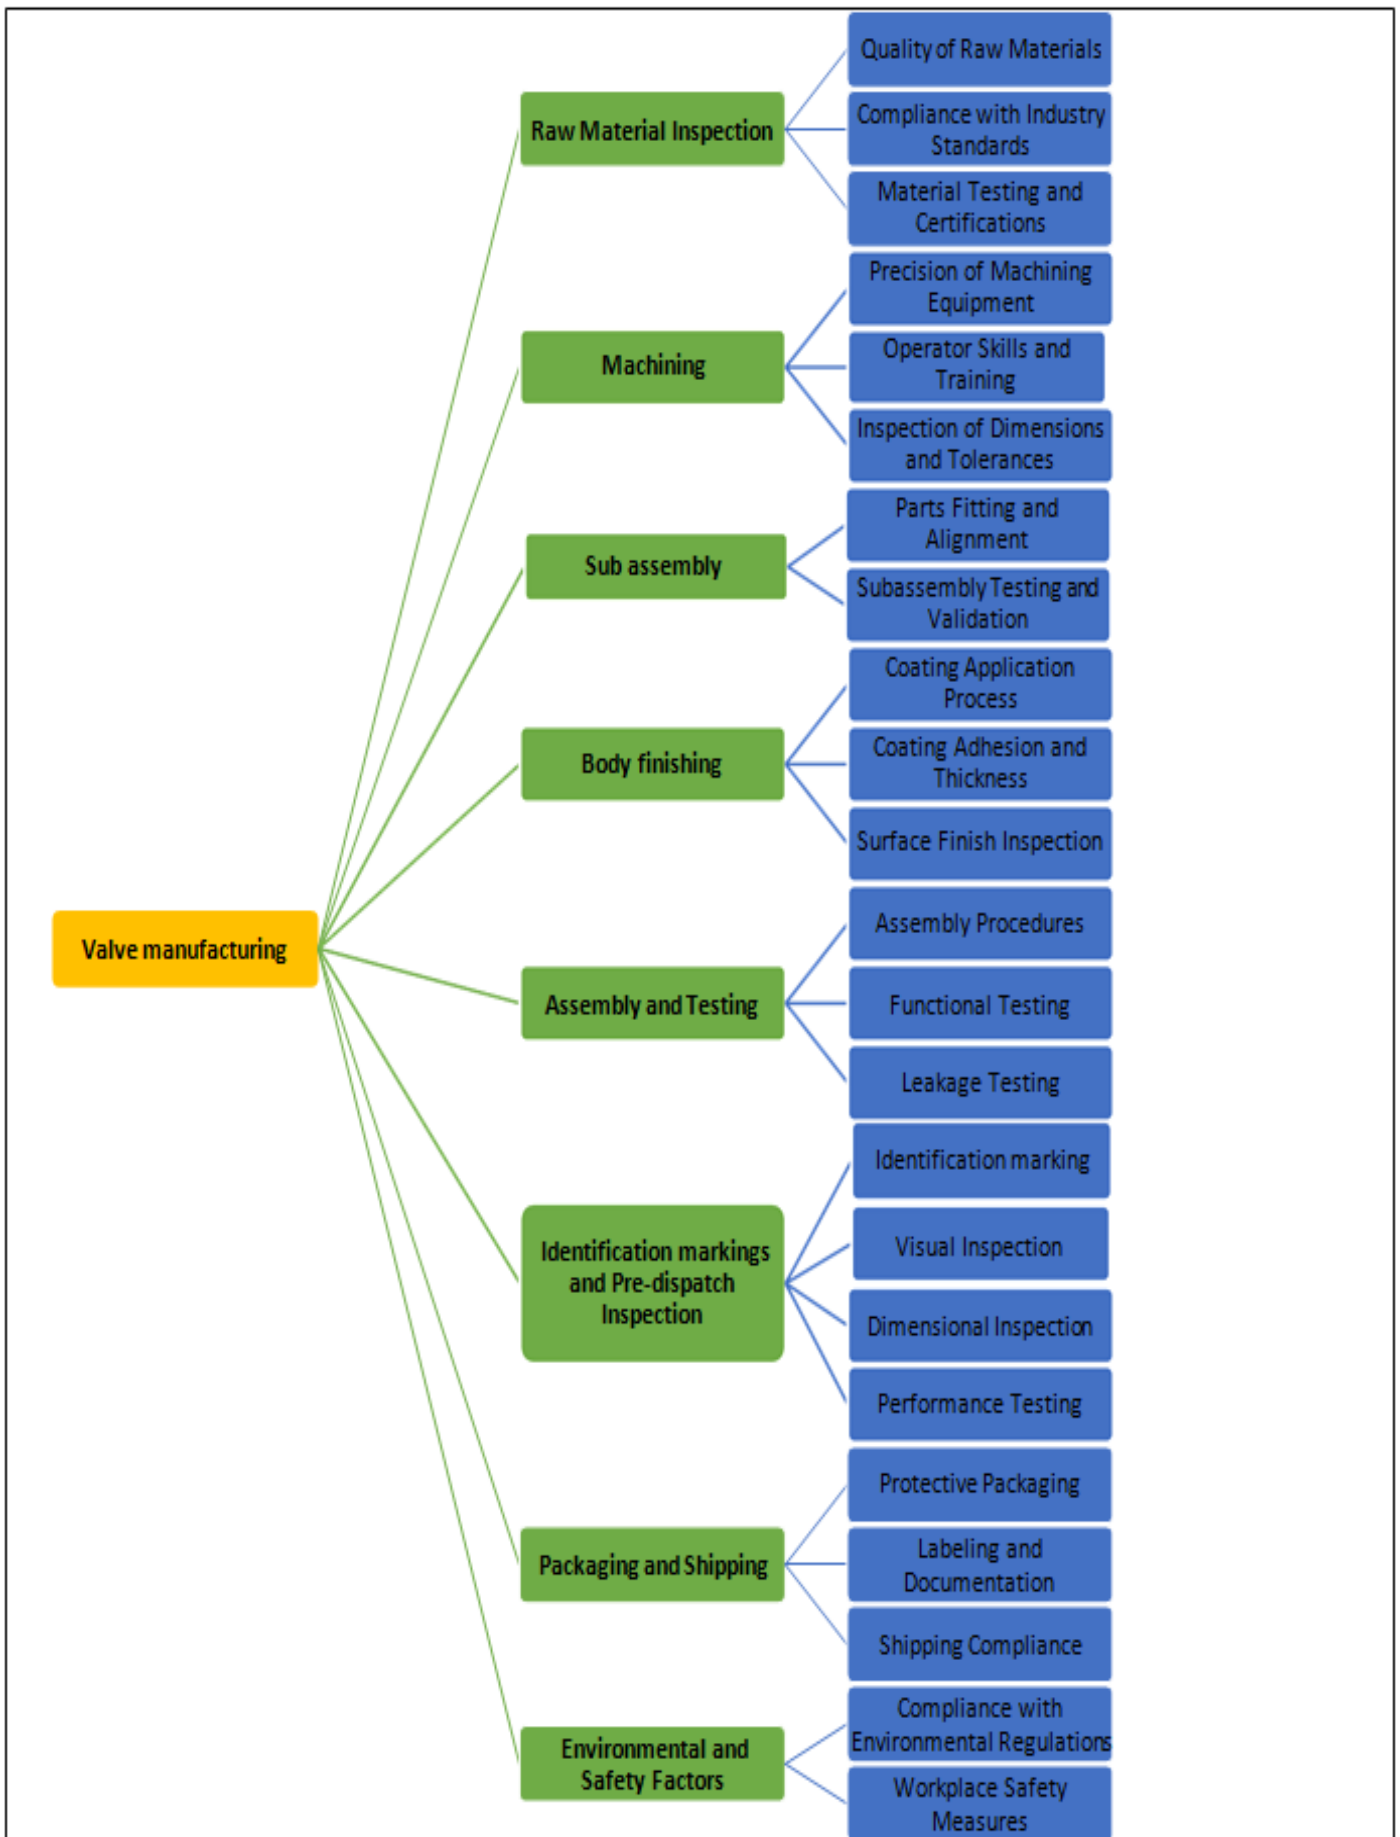 Valve manufacturing
Raw Material Inspection
Quality of Raw Materials
Compliance with Industry
Standards
Material Testing and
Certifications
Machining
Precision of Machining
Equipment
Operator Skills and
Training
Inspection of Dimensions
and Tolerances
Sub assembly
Parts Fitting and
Alignment
Subassembly Testing and
Validation
Body finishing
Coating Application
Process
Coating Adhesion and
Thickness
Surface Finish Inspection
Assembly and Testing
Assembly Procedures
Functional Testing
Leakage Testing
Identification markings
and Pre-dispatch
Inspection
Identification marking
Visual Inspection
Dimensional Inspection
Performance Testing
Packaging and Shipping
Protective Packaging
Labeling and
Documentation
Shipping Compliance
Environmental and
Safety Factors
Compliance with
Environmental Regulations
Workplace Safety
Measures